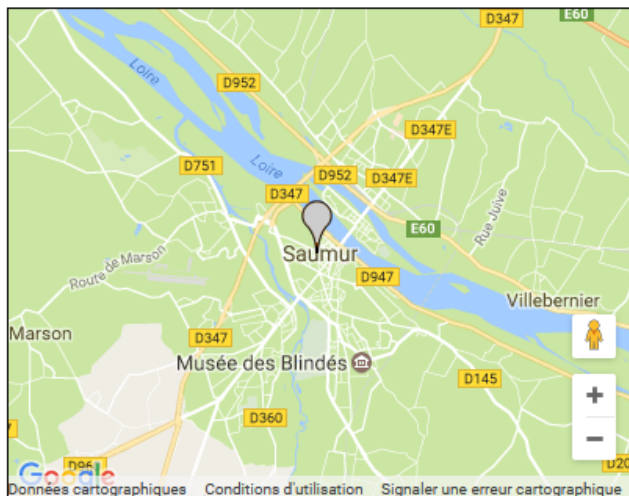 D347
E60
D952
Loire
D347E
D751
Loire
D952
D347E
D347
Rue Juive
E60
Saumur
Route de Marson
D947
Villebernier
Marson
D347
Musée des Blindés
D145
+
D360
−
Google
Données cartographiques Conditions d'utilisation Signaler une erreur cartographique